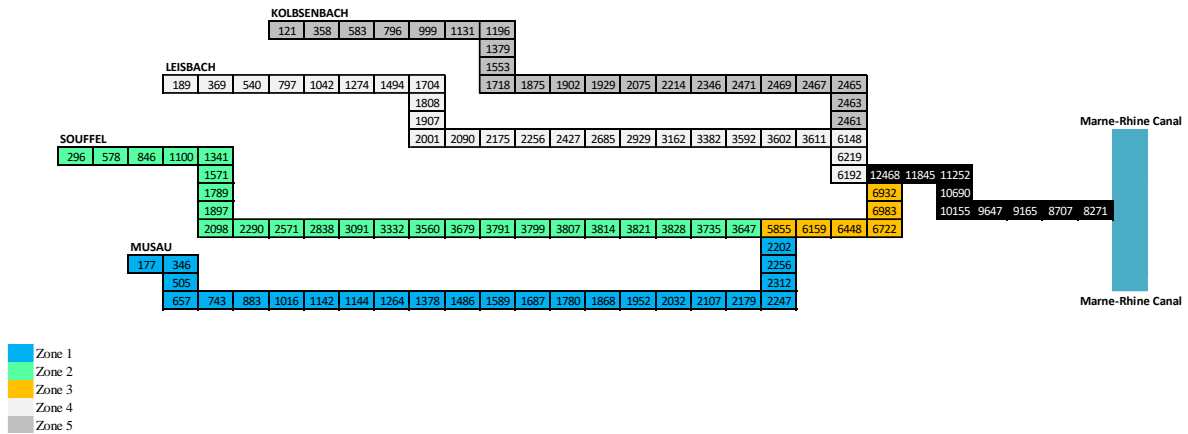 KOLBSENBACH
121 358 583 796 999 1131 1196
1379
LEISBACH
1553
189 369 540 797 1042 1274 1494 1704 1718 1875 1902 1929 2075 2214 2346 2471 2469 2467 2465
1808 2463
1907 2461
Marne-Rhine Canal
SOUFFEL
2001 2090 2175 2256 2427 2685 2929 3162 3382 3592 3602 3611 6148
296 578 846 1100 1341 6219
1571 6192 12468 11845 11252
1789 6932 10690
1897 6983 10155 9647 9165 8707 8271
2098 2290 2571 2838 3091 3332 3560 3679 3791 3799 3807 3814 3821 3828 3735 3647 5855 6159 6448 6722
MUSAU
2202
177 346 2256
505 2312
657 743 883 1016 1142 1144 1264 1378 1486 1589 1687 1780 1868 1952 2032 2107 2179 2247
Marne-Rhine Canal
Zone 1
Zone 2
Zone 3
Zone 4
Zone 5